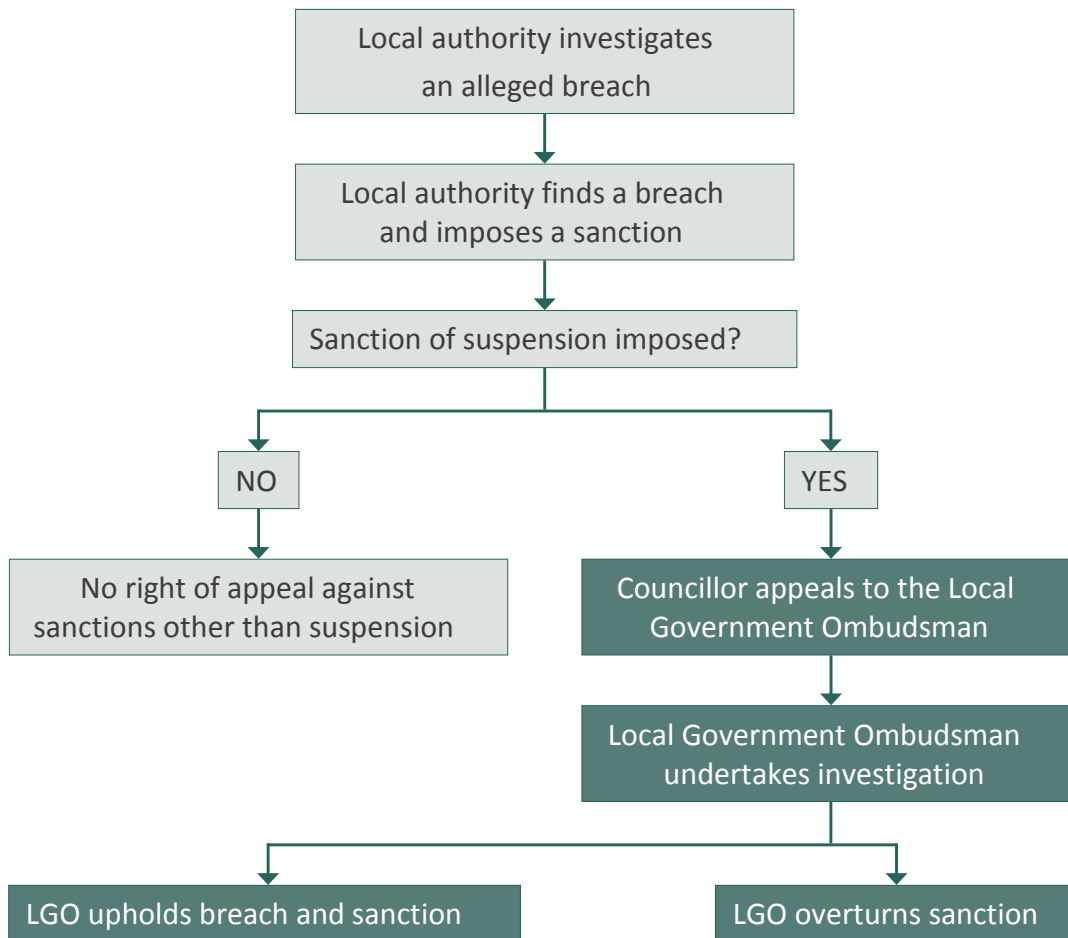 Local authority investigates
an alleged breach
Local authority finds a breach
and imposes a sanction
Sanction of suspension imposed?
NO
YES
No right of appeal against
sanctions other than suspension
Councillor appeals to the Local
Government Ombudsman
Local Government Ombudsman
undertakes investigation
LGO upholds breach and sanction
LGO overturns sanction